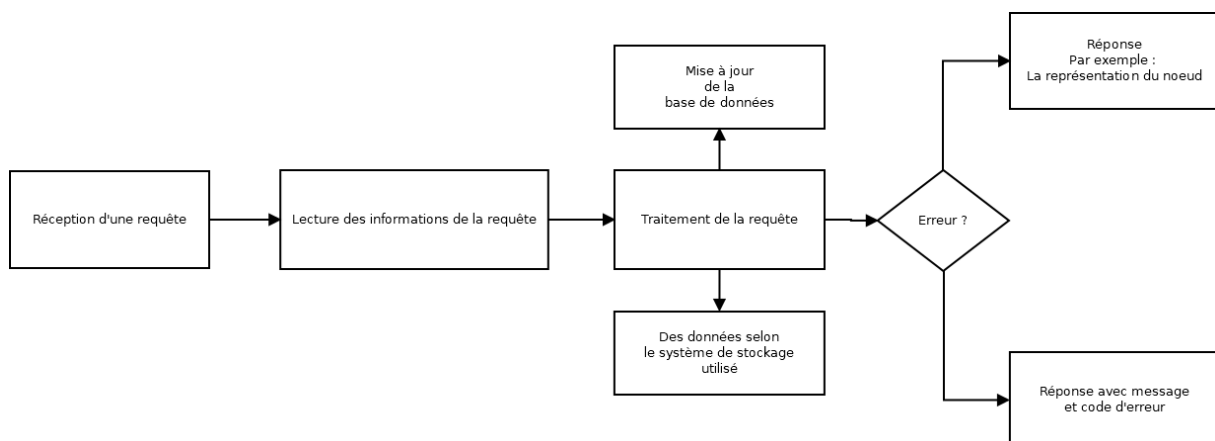 Réponse
Par exemple :
La représentation du noeud
Mise à jour
de la
base de données
Réception d'une requête
Lecture des informations de la requête
Traitement de la requête
Erreur ?
Des données selon
le système de stockage
utilisé
Réponse avec message
et code d'erreur